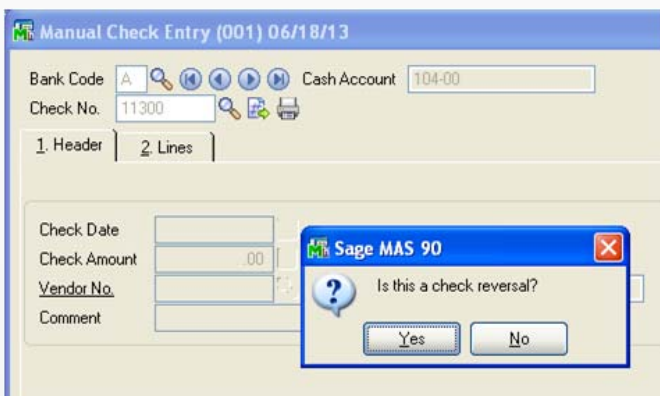 Manual Check Entry (001) 06/18/13
Bank Code A Cash Account 104-00
Check No. 11300
1. Header 2. Lines
Check Date
Check Amount .00
Vendor No.
Comment
Sage MAS 90
Is this a check reversal?
Yes No